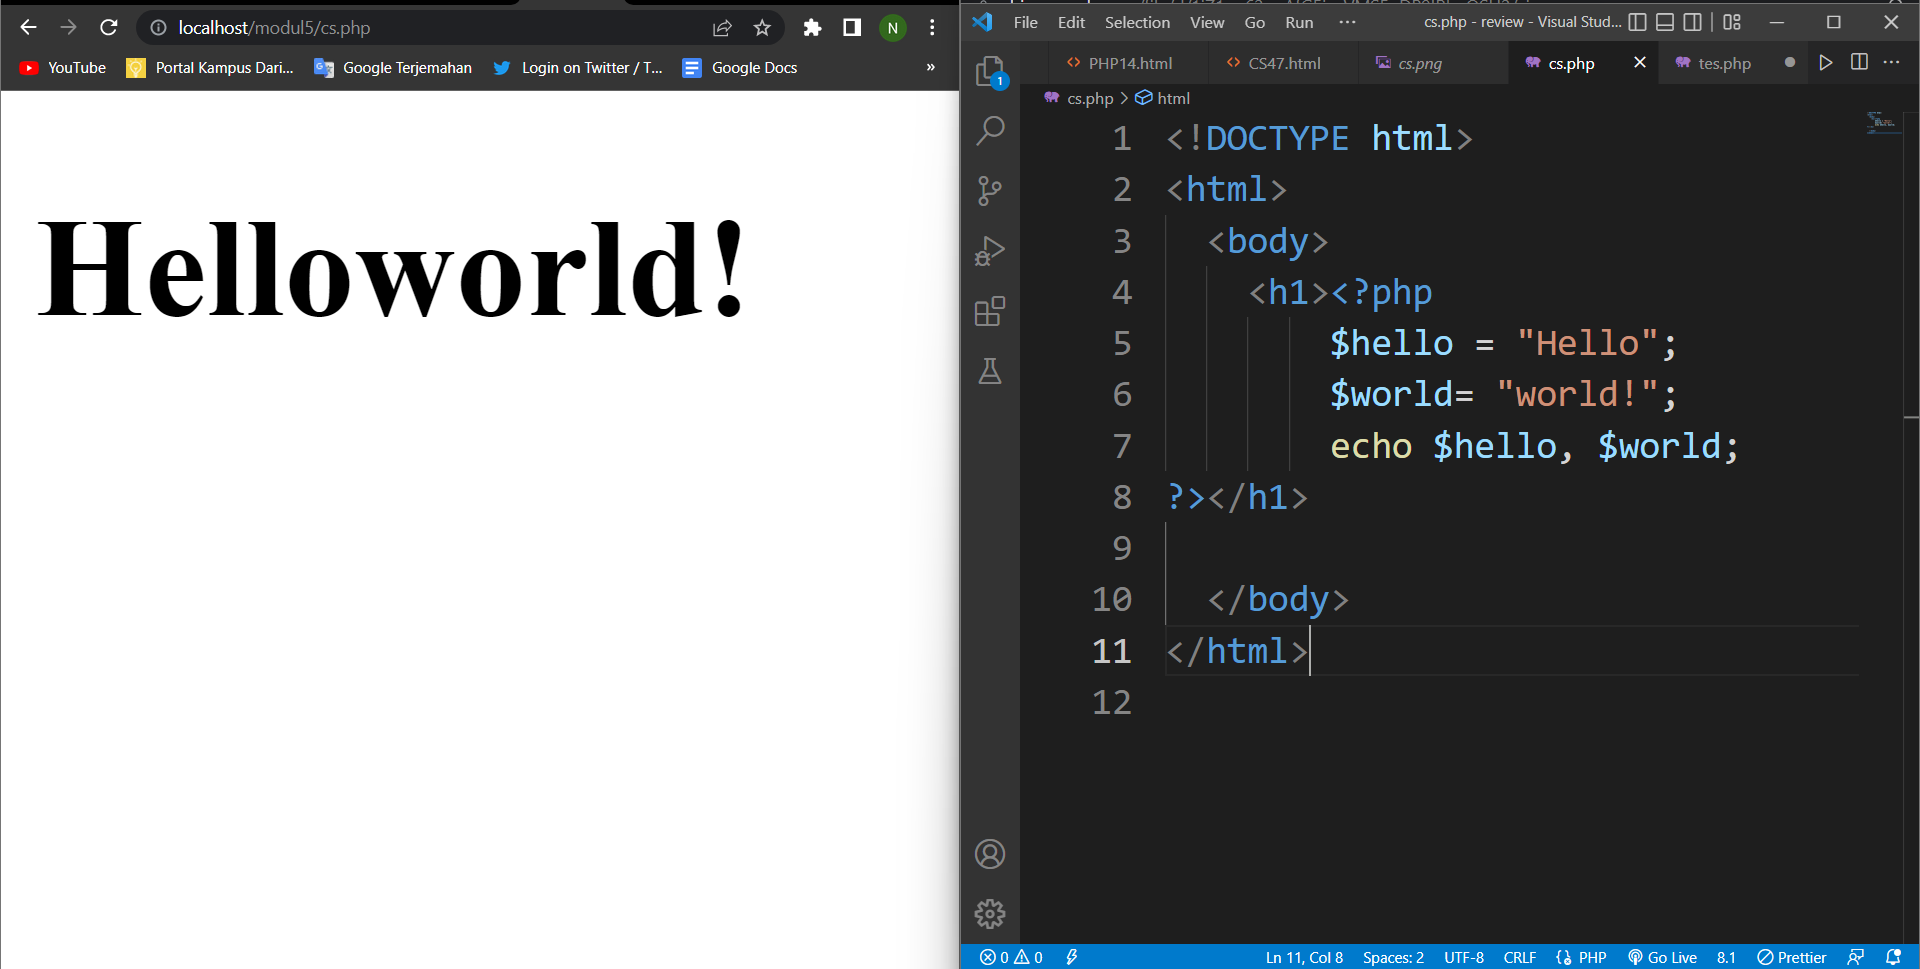 localhost/modul5/cs.php
N
YouTube
Portal Kampus Dari...
Google Terjemahan
Login on Twitter / T...
Google Docs
»
Helloworld!
File Edit Selection View Go Run ···
cs.php - review - Visual Stud...
PHP14.html
CS47.html
cs.png
cs.php
tes.php
1
cs.php > html
1 <!DOCTYPE html>
2 <html>
3 <body>
4 <h1><?php
5 $hello = "Hello";
6 $world= "world!";
7 echo $hello, $world;
8 ?></h1>
9
10 </body>
11 </html>
12
0 0
Ln 11, Col 8
Spaces: 2
UTF-8
CRLF
PHP
Go Live
8.1
Prettier